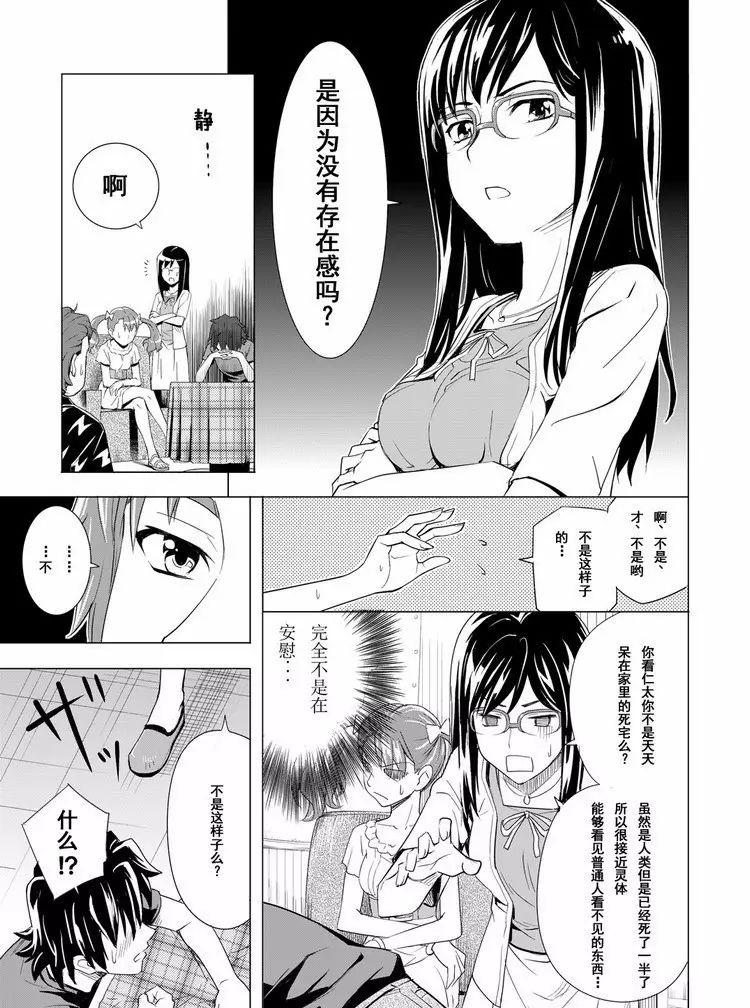 是因为没有存在感吗？
静……
啊
啊、不是、
才、不是哟
不是这样子
的…
……
…不
你看仁太你不是天天
呆在家里的死宅么？
虽然是人类但是已经死了一半了
所以很接近灵体
能够看见普通人看不见的东西…
完全不是在
安慰…
不是这样子么？
什么!?